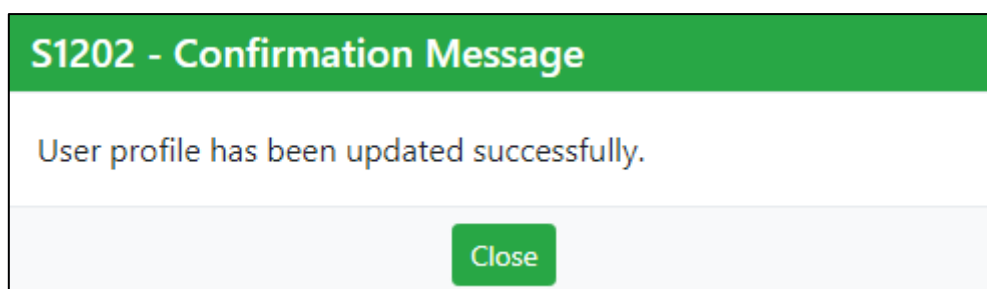 S1202 - Confirmation Message
User profile has been updated successfully.
Close